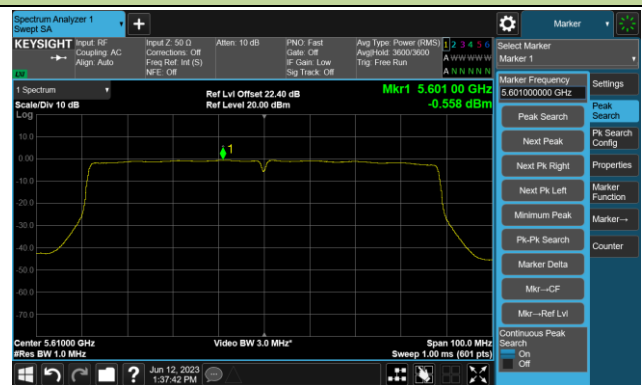 Spectrum Analyzer 1
Swept SA
+
Marker
KEYSIGHT
Input: RF
Coupling: AC
Align: Auto
Input Z: 50 Ω
Corrections: Off
Freq Ref: Int (S)
NFE: Off
Atten: 10 dB
PNO: Fast
Gate: Off
IF Gain: Low
Sig Track: Off
Avg Type: Power (RMS)
Avg|Hold: 3600/3600
Trig: Free Run
1 2 3 4 5 6
A W W W W W
A N N N N N
Select Marker
Marker 1
1 Spectrum
Scale/Div 10 dB
Log
Ref Lvl Offset 22.40 dB
Ref Level 20.00 dBm
Mkr1 5.601 00 GHz
-0.558 dBm
10.0
0.00
-10.0
-20.0
-30.0
-40.0
-50.0
-60.0
-70.0
1
Center 5.61000 GHz
#Res BW 1.0 MHz
Video BW 3.0 MHz*
Span 100.0 MHz
Sweep 1.00 ms (601 pts)
Marker Frequency
5.601000000 GHz
Peak Search
Next Peak
Next Pk Right
Next Pk Left
Minimum Peak
Pk-Pk Search
Marker Delta
Mkr→CF
Mkr→Ref Lvl
Continuous Peak
Search
On
Off
Settings
Peak
Search
Pk Search
Config
Properties
Marker
Function
Marker→
Counter
?
Jun 12, 2023
1:37:42 PM